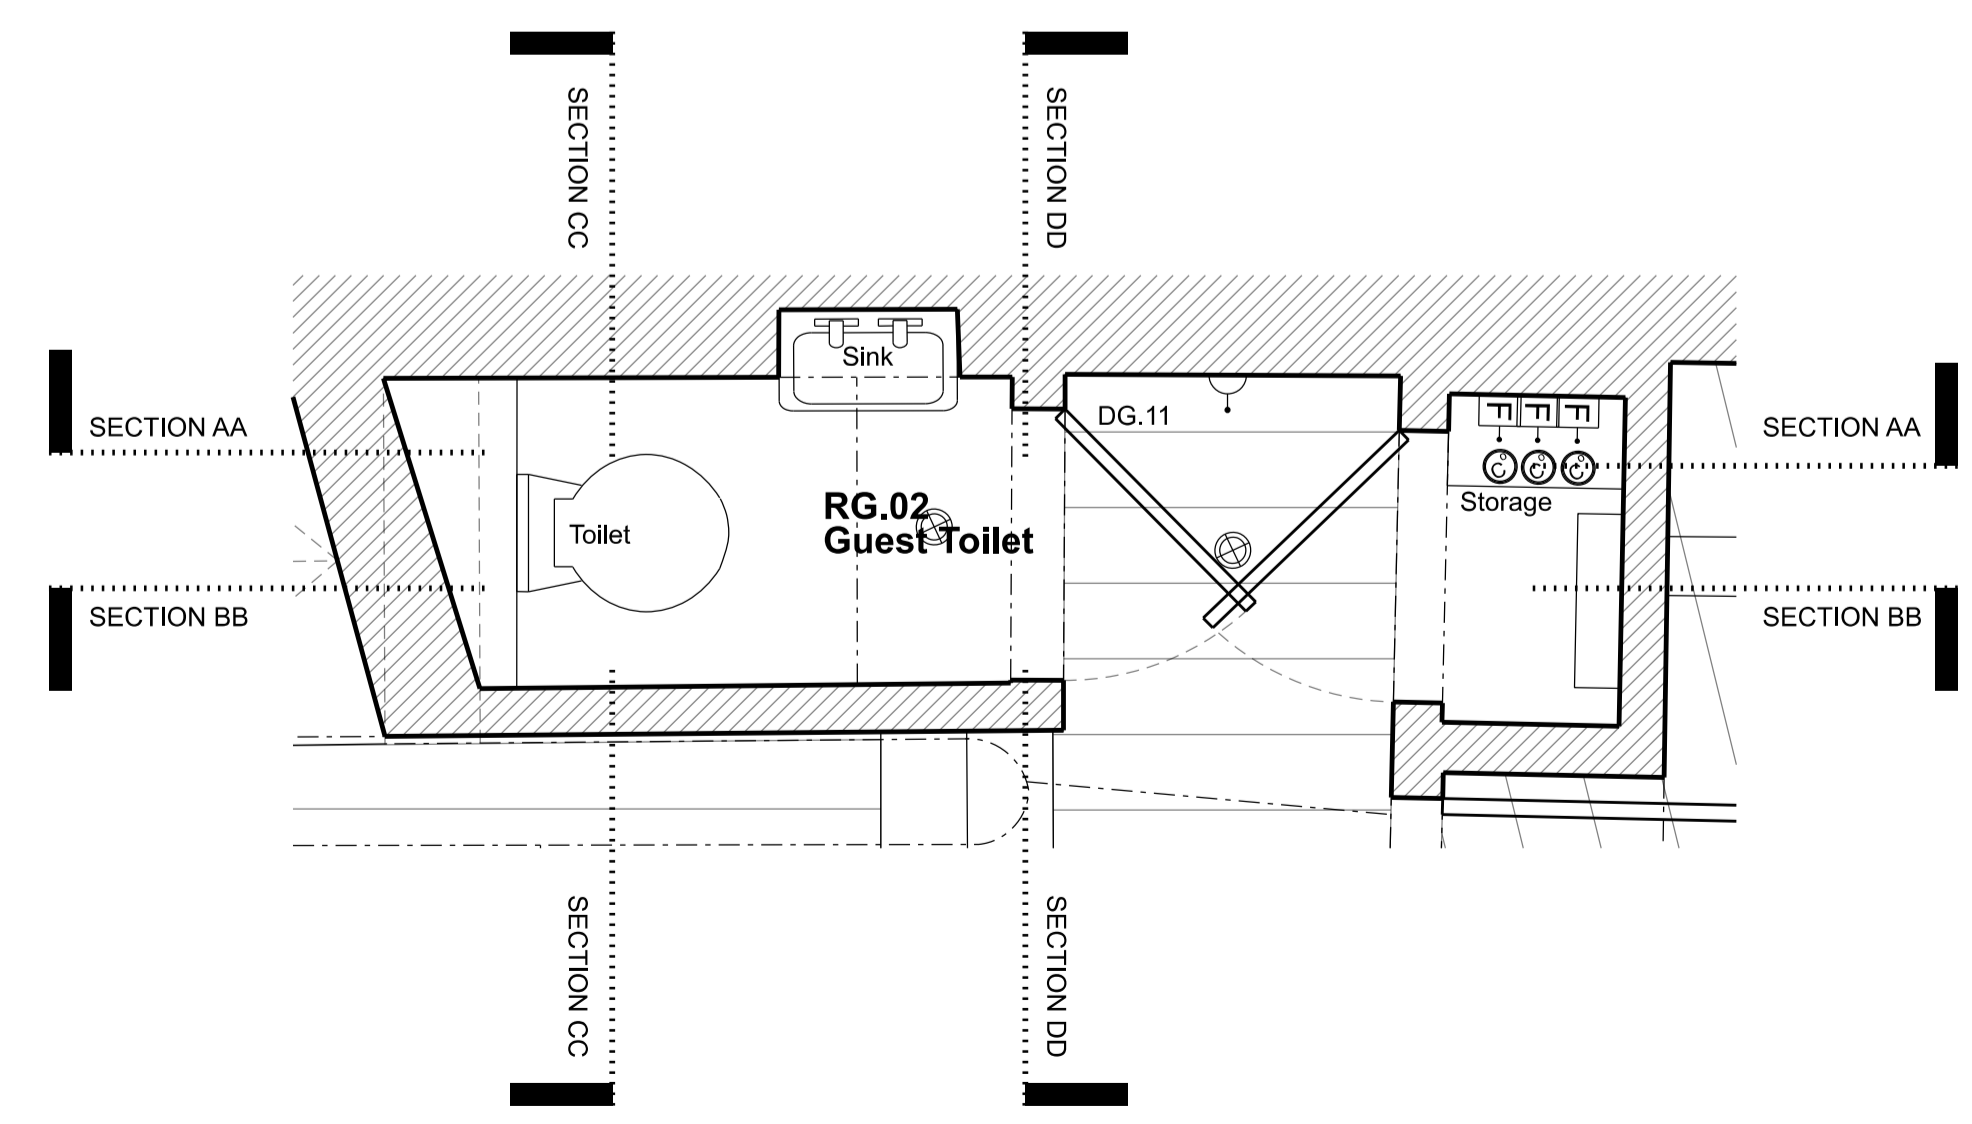 SECTION CC
SECTION DD
Sink
DG.11
F F F
SECTION AA
SECTION AA
C C C
Storage
RG.02
Guest Toilet
Toilet
SECTION BB
SECTION BB
SECTION CC
SECTION DD